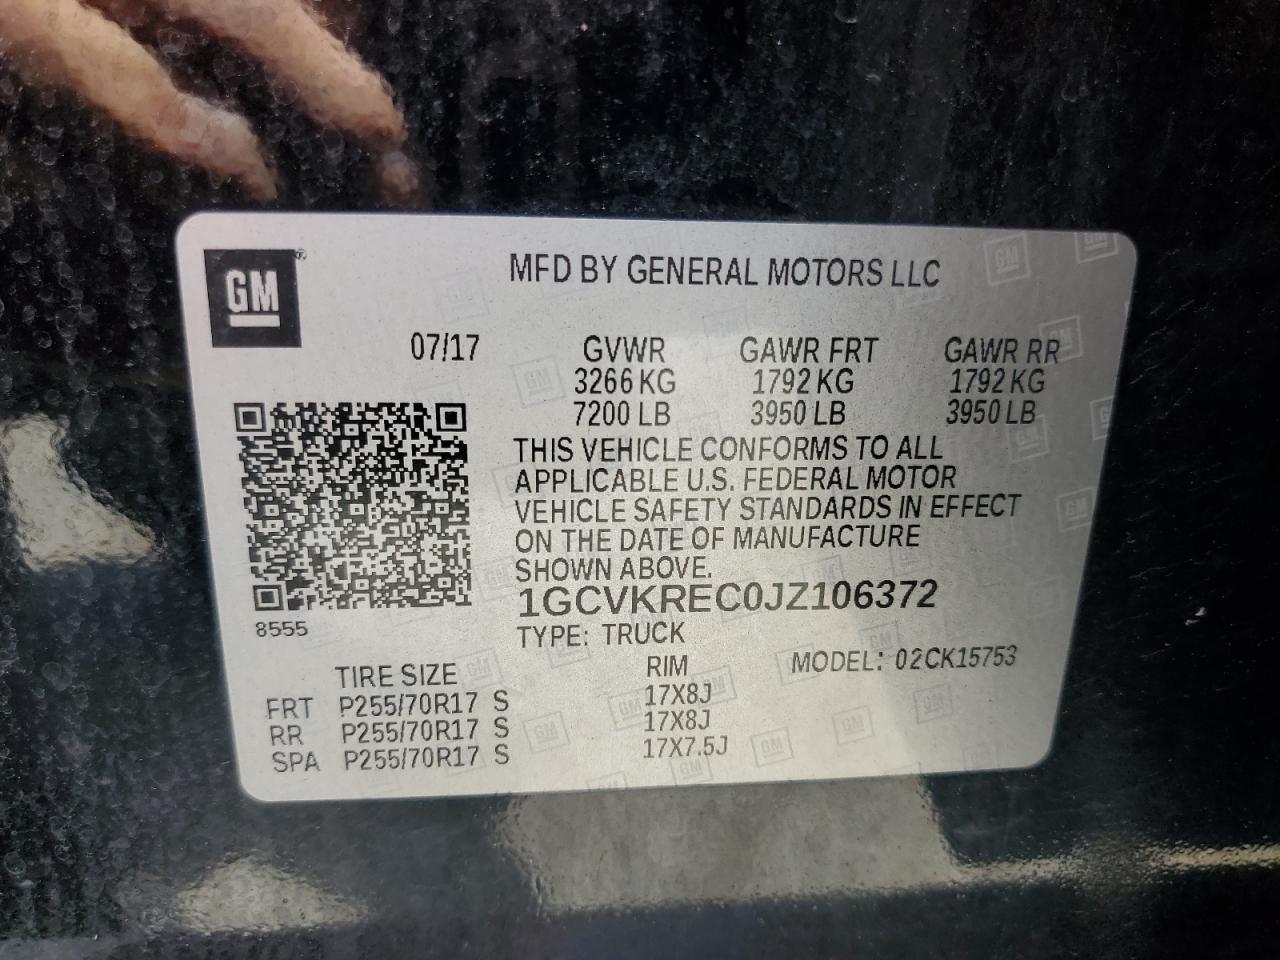 GM
MFD BY GENERAL MOTORS LLC
07/17 GVWR GAWR FRT GAWR RR
3266 KG 1792 KG 1792 KG
7200 LB 3950 LB 3950 LB
THIS VEHICLE CONFORMS TO ALL
APPLICABLE U.S. FEDERAL MOTOR
VEHICLE SAFETY STANDARDS IN EFFECT
ON THE DATE OF MANUFACTURE
SHOWN ABOVE.
1GCVKREC0JZ106372
8555
TYPE: TRUCK
MODEL: 02CK15753
TIRE SIZE RIM
FRT P255/70R17 S 17X8J
RR P255/70R17 S 17X8J
SPA P255/70R17 S 17X7.5J